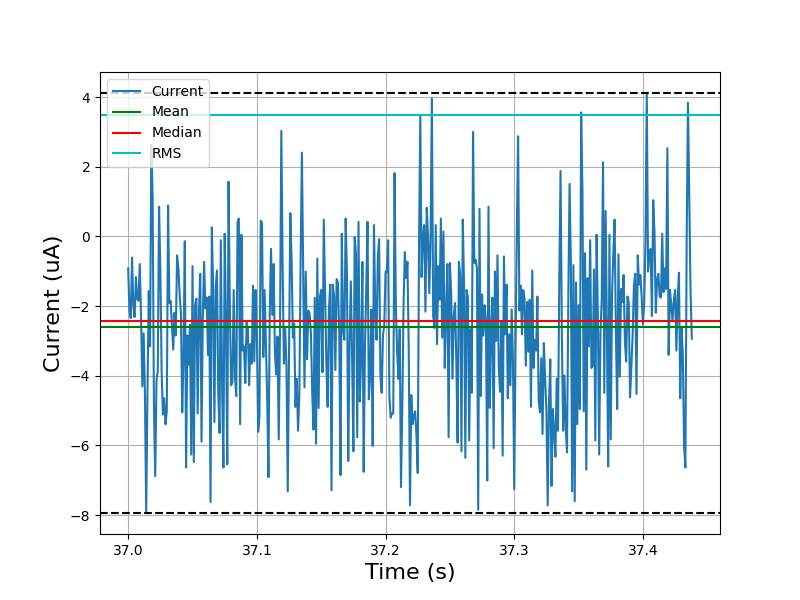 Current (uA)
4
2
0
−2
−4
−6
−8
Current
Mean
Median
RMS
37.0 37.1 37.2 37.3 37.4
Time (s)